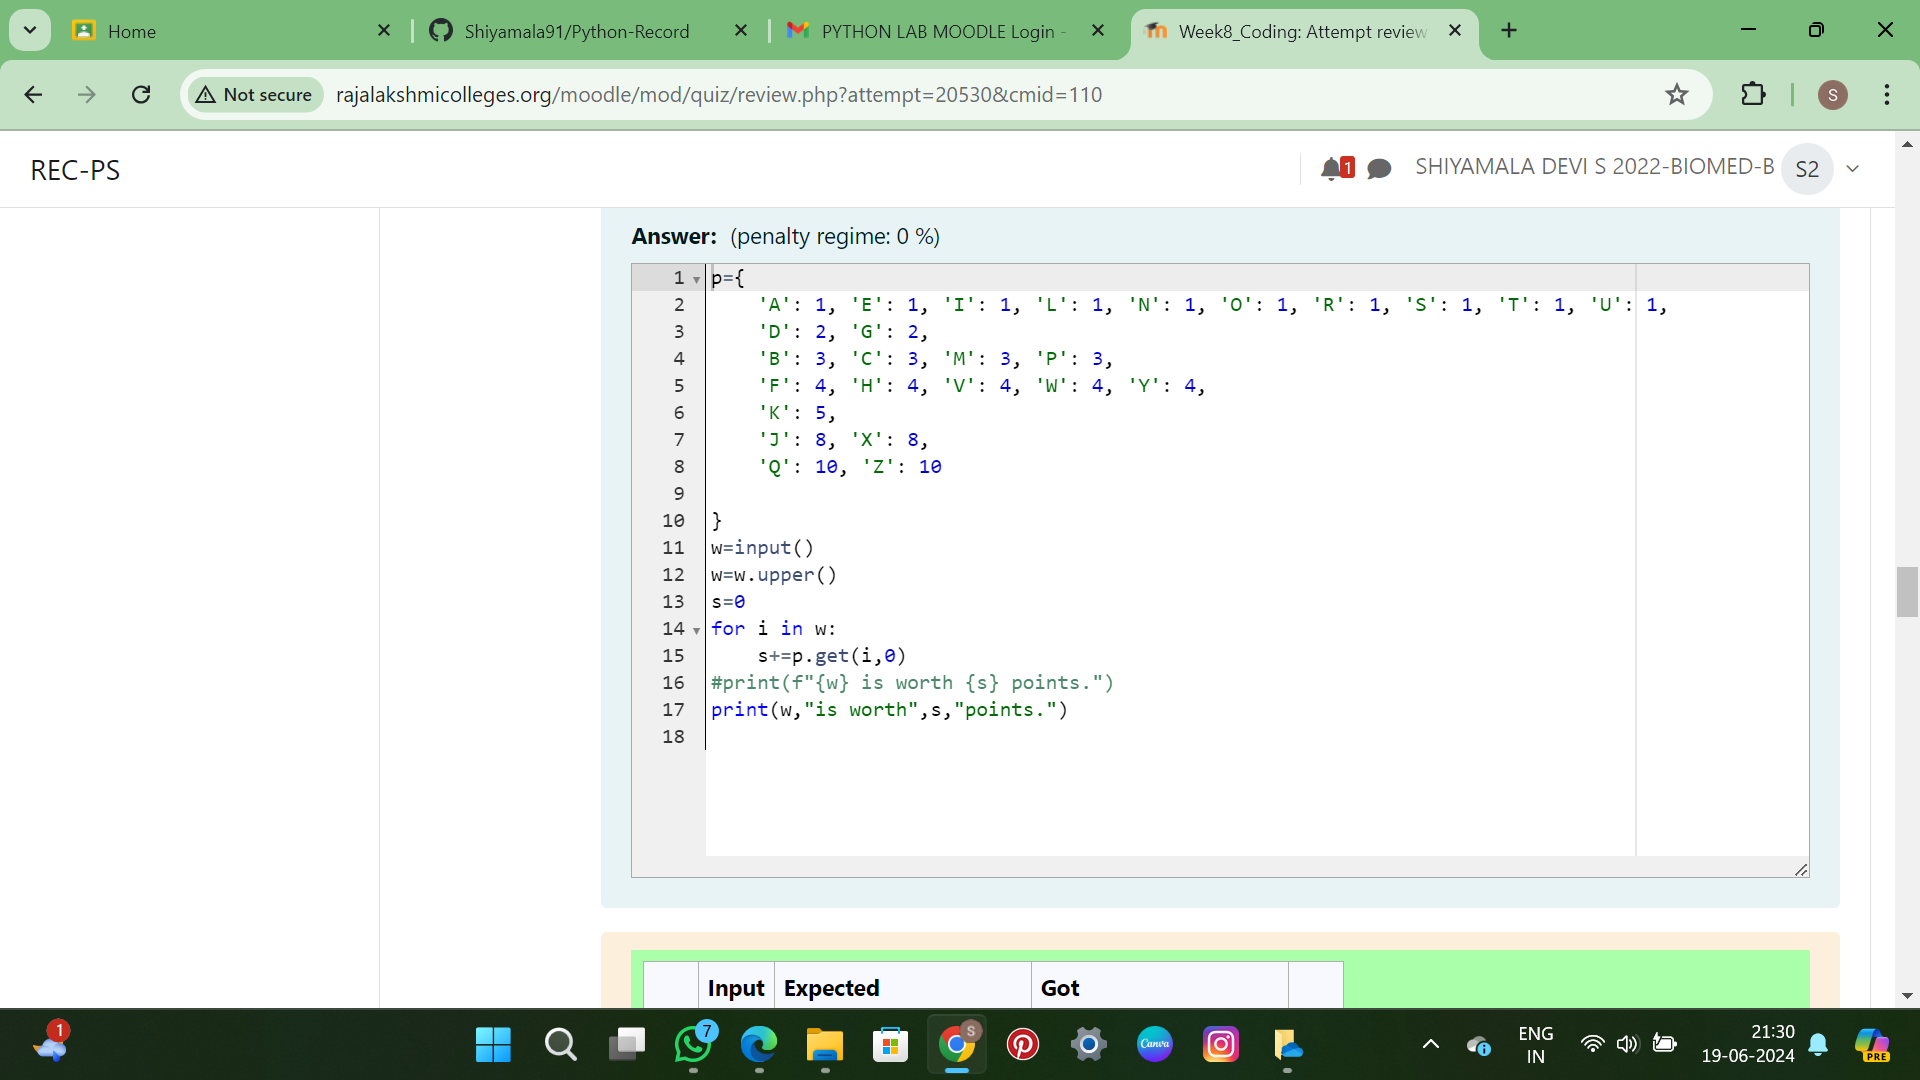 Home
Shiyamala91/Python-Record
PYTHON LAB MOODLE Login -
Week8_Coding: Attempt review
Not secure
rajalakshmicolleges.org/moodle/mod/quiz/review.php?attempt=20530&cmid=110
S
REC-PS
1
SHIYAMALA DEVI S 2022-BIOMED-B
S2
Answer: (penalty regime: 0 %)
1 p={
2 'A': 1, 'E': 1, 'I': 1, 'L': 1, 'N': 1, 'O': 1, 'R': 1, 'S': 1, 'T': 1, 'U': 1,
3 'D': 2, 'G': 2,
4 'B': 3, 'C': 3, 'M': 3, 'P': 3,
5 'F': 4, 'H': 4, 'V': 4, 'W': 4, 'Y': 4,
6 'K': 5,
7 'J': 8, 'X': 8,
8 'Q': 10, 'Z': 10
9
10 }
11 w=input()
12 w=w.upper()
13 s=0
14 for i in w:
15 s+=p.get(i,0)
16 #print(f"{w} is worth {s} points.")
17 print(w,"is worth",s,"points.")
18
Input Expected Got
1
7
S
Canva
ENG
IN
21:30
19-06-2024
PRE